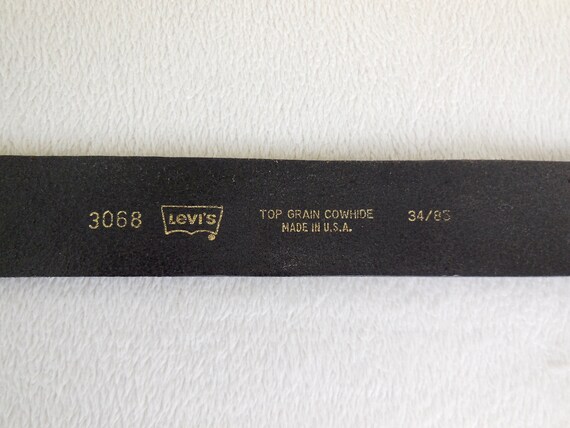 3068 Levi's ® TOP GRAIN COWHIDE 34/85
MADE IN U.S.A.